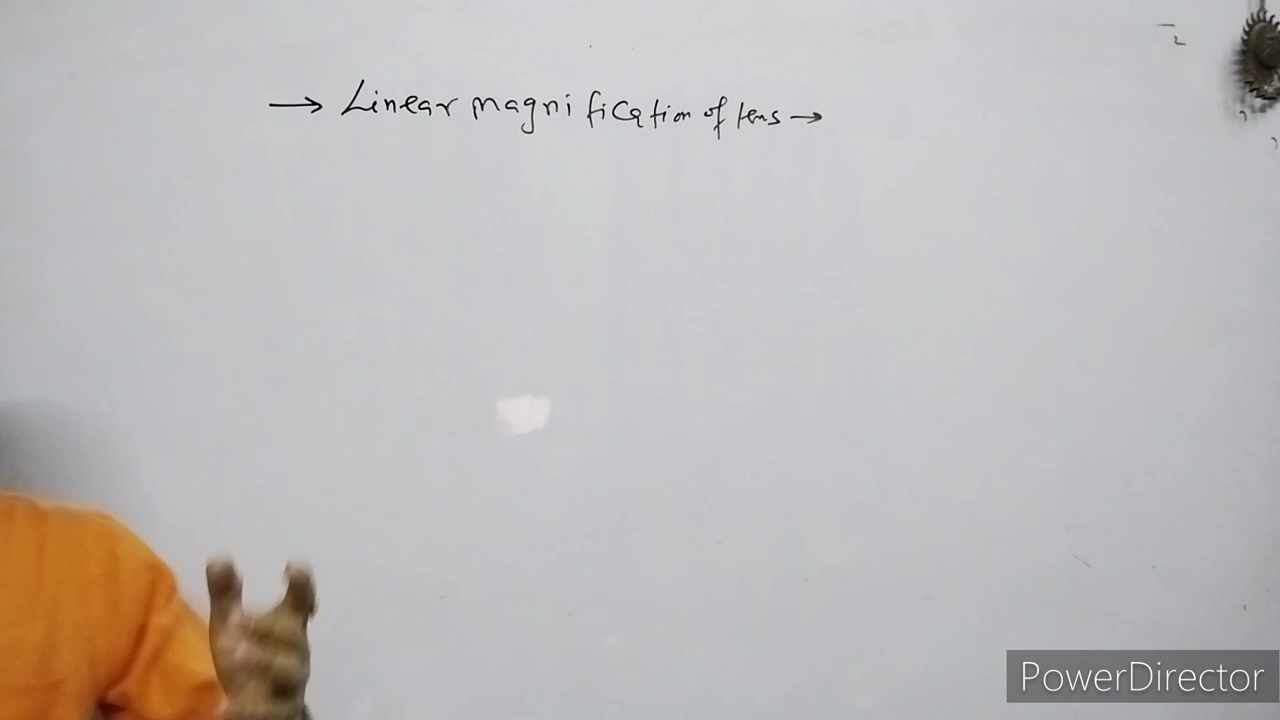 → Linear magnification of lens →
PowerDirector